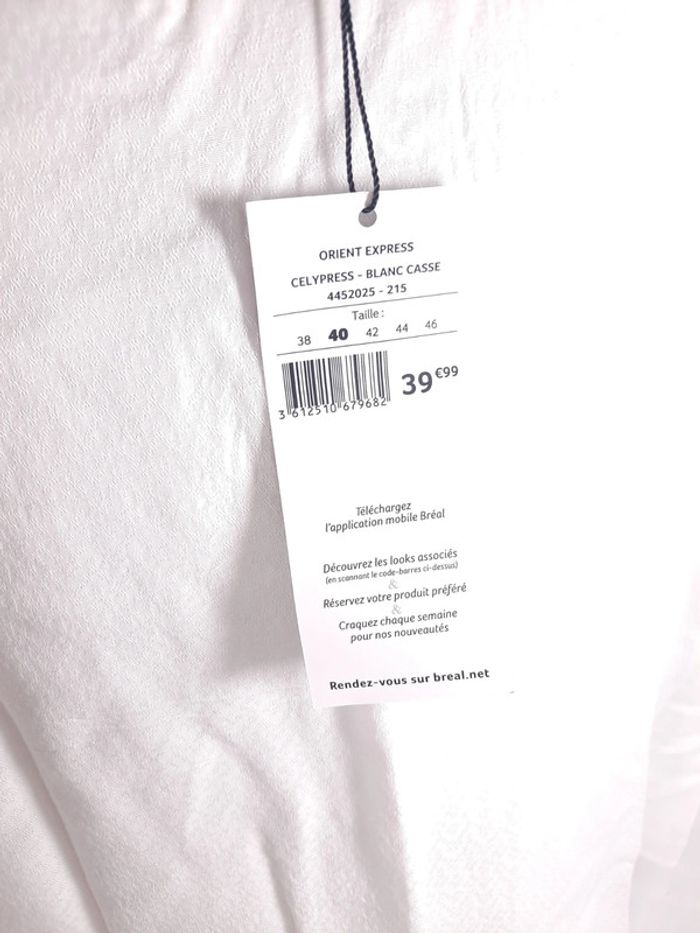 ORIENT EXPRESS
CELYPRESS - BLANC CASSE
4452025 - 215
Taille :
38 40 42 44 46
39€99
3 612510 679682
Téléchargez
l'application mobile Bréal
Découvrez les looks associés
(en scannant le code-barres ci-dessus)
&
Réservez votre produit préféré
&
Craquez chaque semaine
pour nos nouveautés
Rendez-vous sur breal.net